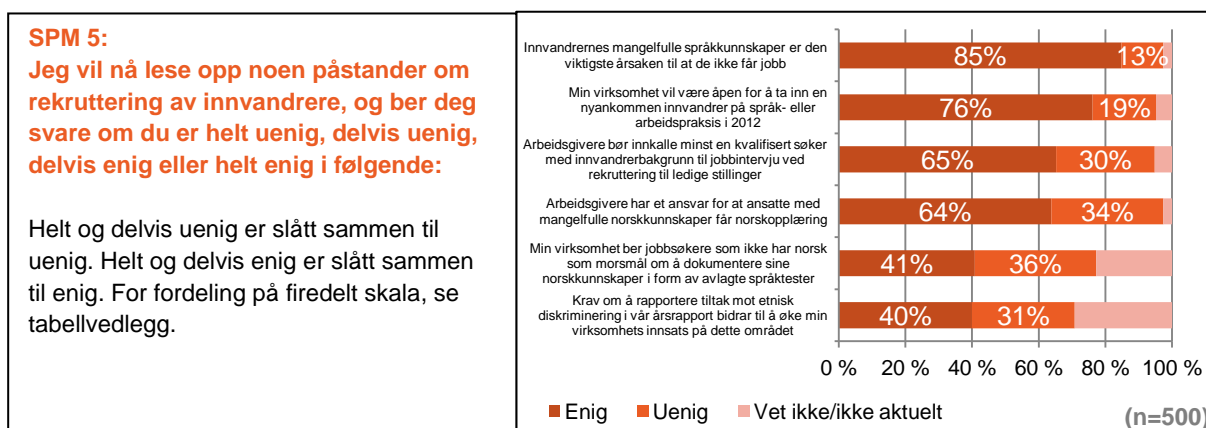 SPM 5:
Jeg vil nå lese opp noen påstander om
rekruttering av innvandrere, og ber deg
svare om du er helt uenig, delvis uenig,
delvis enig eller helt enig i følgende:
Helt og delvis uenig er slått sammen til
uenig. Helt og delvis enig er slått sammen
til enig. For fordeling på firedelt skala, se
tabellvedlegg.
Innvandrernes mangelfulle språkkunnskaper er den
viktigste årsaken til at de ikke får jobb
85% 13%
Min virksomhet vil være åpen for å ta inn en
nyankommen innvandrer på språk- eller
arbeidspraksis i 2012
76% 19%
Arbeidsgivere bør innkalle minst en kvalifisert søker
med innvandrerbakgrunn til jobbintervju ved
rekruttering til ledige stillinger
65% 30%
Arbeidsgivere har et ansvar for at ansatte med
mangelfulle norskkunnskaper får norskopplæring
64% 34%
Min virksomhet ber jobbsøkere som ikke har norsk
som morsmål om å dokumentere sine
norskkunnskaper i form av avlagte språktester
41% 36%
Krav om å rapportere tiltak mot etnisk
diskriminering i vår årsrapport bidrar til å øke min
virksomhets innsats på dette området
40% 31%
0 % 20 % 40 % 60 % 80 % 100 %
Enig Uenig Vet ikke/ikke aktuelt
(n=500)